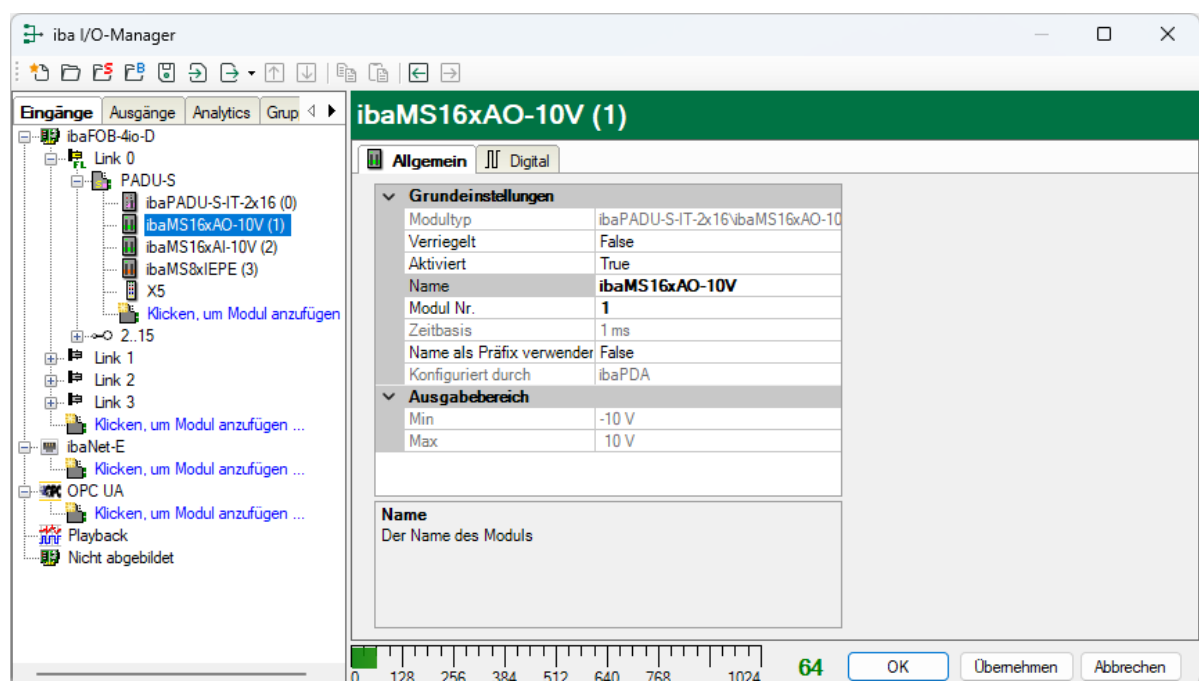 iba I/O-Manager
Eingänge Ausgänge Analytics Grup
ibaFOB-4io-D
Link 0
PADU-S
ibaPADU-S-IT-2x16 (0)
ibaMS16xAO-10V (1)
ibaMS16xAI-10V (2)
ibaMS8xIEPE (3)
X5
Klicken, um Modul anzufügen
2..15
Link 1
Link 2
Link 3
Klicken, um Modul anzufügen ...
ibaNet-E
Klicken, um Modul anzufügen ...
OPC UA
Klicken, um Modul anzufügen ...
Playback
Nicht abgebildet
ibaMS16xAO-10V (1)
Allgemein Digital
Grundeinstellungen
Modultyp ibaPADU-S-IT-2x16\ibaMS16xAO-10
Verriegelt False
Aktiviert True
Name ibaMS16xAO-10V
Modul Nr. 1
Zeitbasis 1 ms
Name als Präfix verwenden False
Konfiguriert durch ibaPDA
Ausgabebereich
Min -10 V
Max 10 V
Name
Der Name des Moduls
0 128 256 384 512 640 768 1024
64 OK Übernehmen Abbrechen